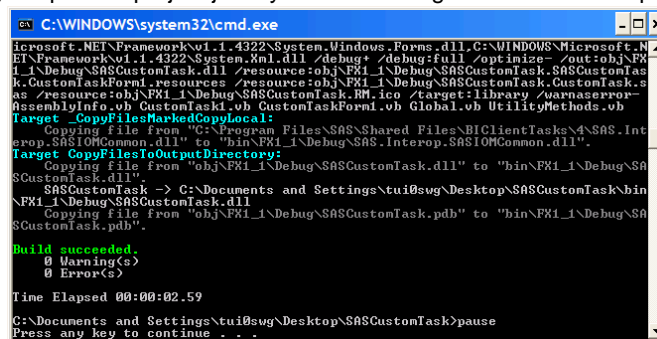 C:\WINDOWS\system32\cmd.exe
icrosoft.NET\Framework\v1.1.4322\System.Windows.Forms.dll,C:\WINDOWS\Microsoft.N
ET\Framework\v1.1.4322\System.Xml.dll /debug+ /debug:full /optimize- /out:obj\FX
1_1\Debug\SASCustomTask.dll /resource:obj\FX1_1\Debug\SASCustomTask.SASCustomTas
k.CustomTaskForm1.resources /resource:obj\FX1_1\Debug\SASCustomTask.CustomTask.s
as /resource:obj\FX1_1\Debug\SASCustomTask.RM.ico /target:library /warnaserror-
AssemblyInfo.vb CustomTask1.vb CustomTaskForm1.vb Global.vb UtilityMethods.vb
Target _CopyFilesMarkedCopyLocal:
Copying file from "C:\Program Files\SAS\Shared Files\BIClientTasks\4\SAS.Int
erop.SASIOMCommon.dll" to "bin\FX1_1\Debug\SAS.Interop.SASIOMCommon.dll".
Target CopyFilesToOutputDirectory:
Copying file from "obj\FX1_1\Debug\SASCustomTask.dll" to "bin\FX1_1\Debug\SA
SCustomTask.dll".
SASCustomTask -> C:\Documents and Settings\tui0swg\Desktop\SASCustomTask\bin
\FX1_1\Debug\SASCustomTask.dll
Copying file from "obj\FX1_1\Debug\SASCustomTask.pdb" to "bin\FX1_1\Debug\SA
SCustomTask.pdb".
Build succeeded.
0 Warning(s)
0 Error(s)
Time Elapsed 00:00:02.59
C:\Documents and Settings\tui0swg\Desktop\SASCustomTask>pause
Press any key to continue . . .